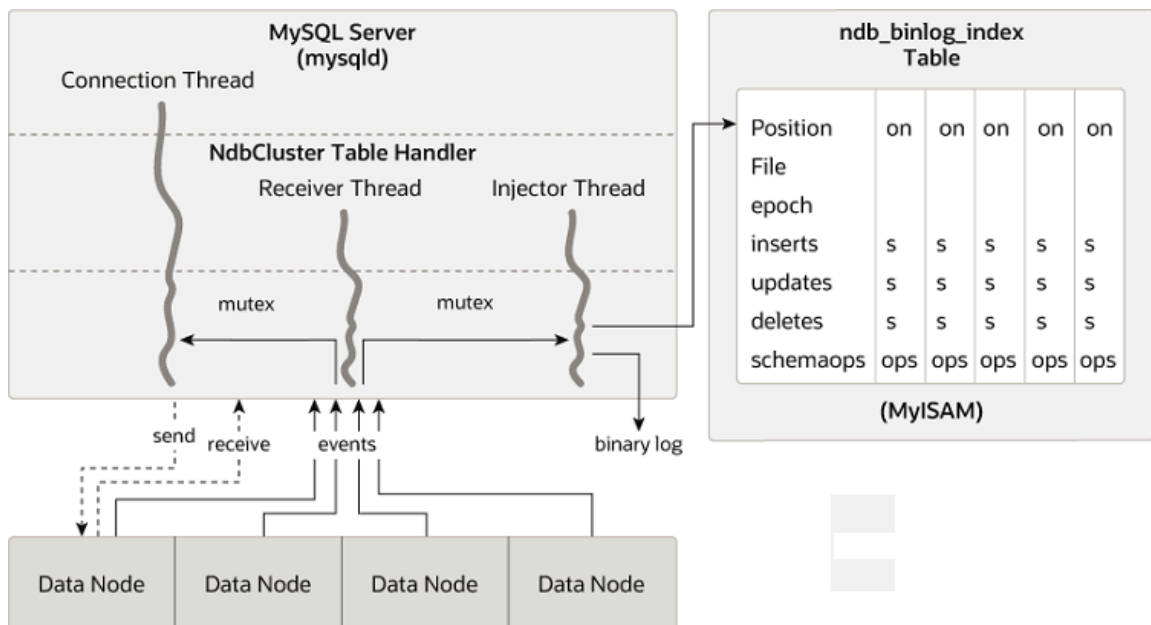 MySQL Server
(mysqld)
Connection Thread
NdbCluster Table Handler
Receiver Thread
Injector Thread
mutex
mutex
send
receive
events
binary log
Data Node
Data Node
Data Node
Data Node
ndb_binlog_index
Table
Position on on on on on
File
epoch
inserts s s s s s
updates s s s s s
deletes s s s s s
schemaops ops ops ops ops ops
(MyISAM)